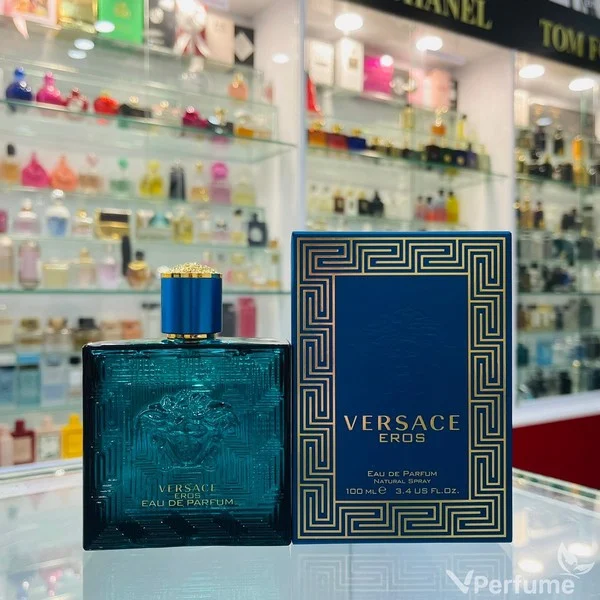 CHANEL
TOM FO
VERSACE
EROS
EAU DE PARFUM
NATURAL SPRAY
100 ML ℮ 3.4 US FL.OZ.
VERSACE
EROS
EAU DE PARFUM
VPerfume